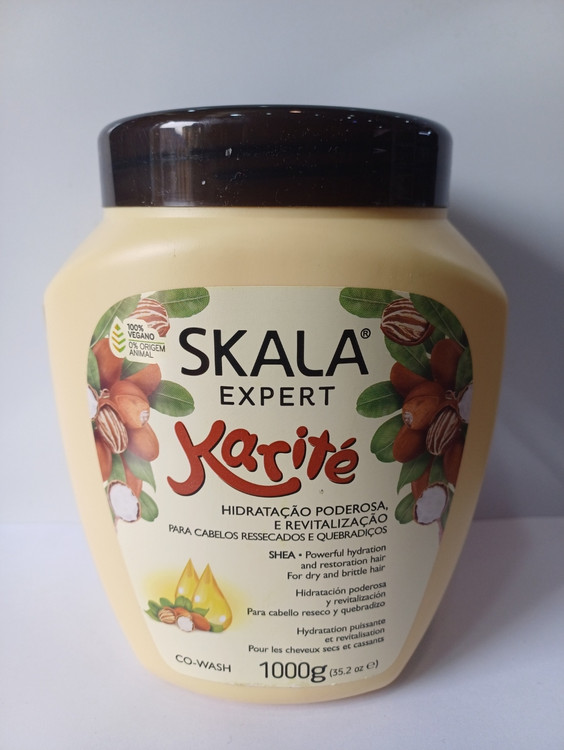 100%
VEGANO
0% ORIGEM
ANIMAL
SKALA®
EXPERT
Karité
HIDRATAÇÃO PODEROSA,
E REVITALIZAÇÃO
PARA CABELOS RESSECADOS E QUEBRADIÇOS
SHEA • Powerful hydration
and restoration hair
For dry and brittle hair
Hidratación poderosa
y revitalización
Para cabello reseco y quebradizo
Hydratation puissante
et revitalisation
Pour les cheveux secs et cassants
CO-WASH 1000g (35.2 oz ℮)